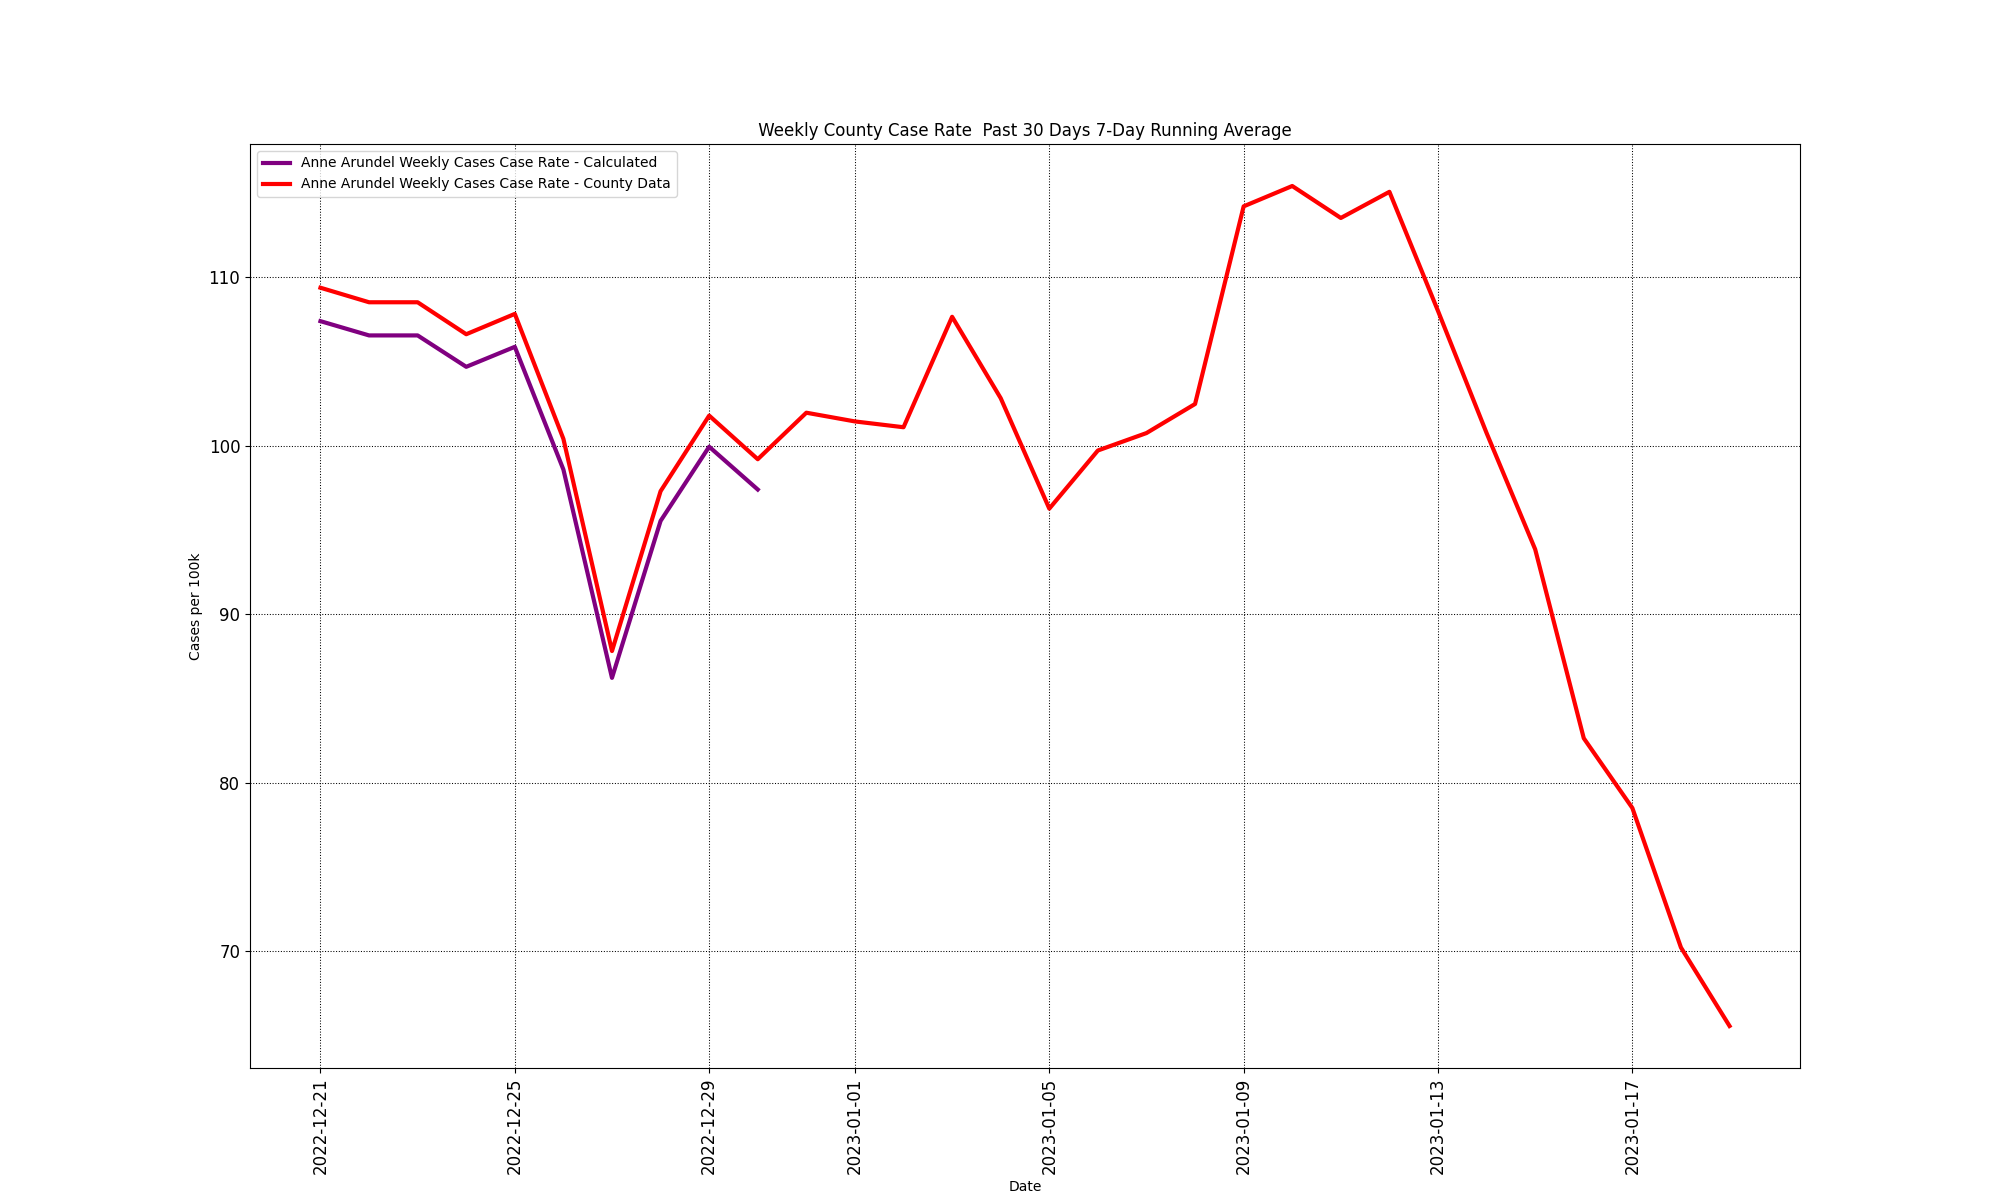 Weekly County Case Rate  Past 30 Days 7-Day Running Average
Anne Arundel Weekly Cases Case Rate - Calculated
Anne Arundel Weekly Cases Case Rate - County Data
110
100
90
80
70
Cases per 100k
2022-12-21
2022-12-25
2022-12-29
2023-01-01
2023-01-05
2023-01-09
2023-01-13
2023-01-17
Date